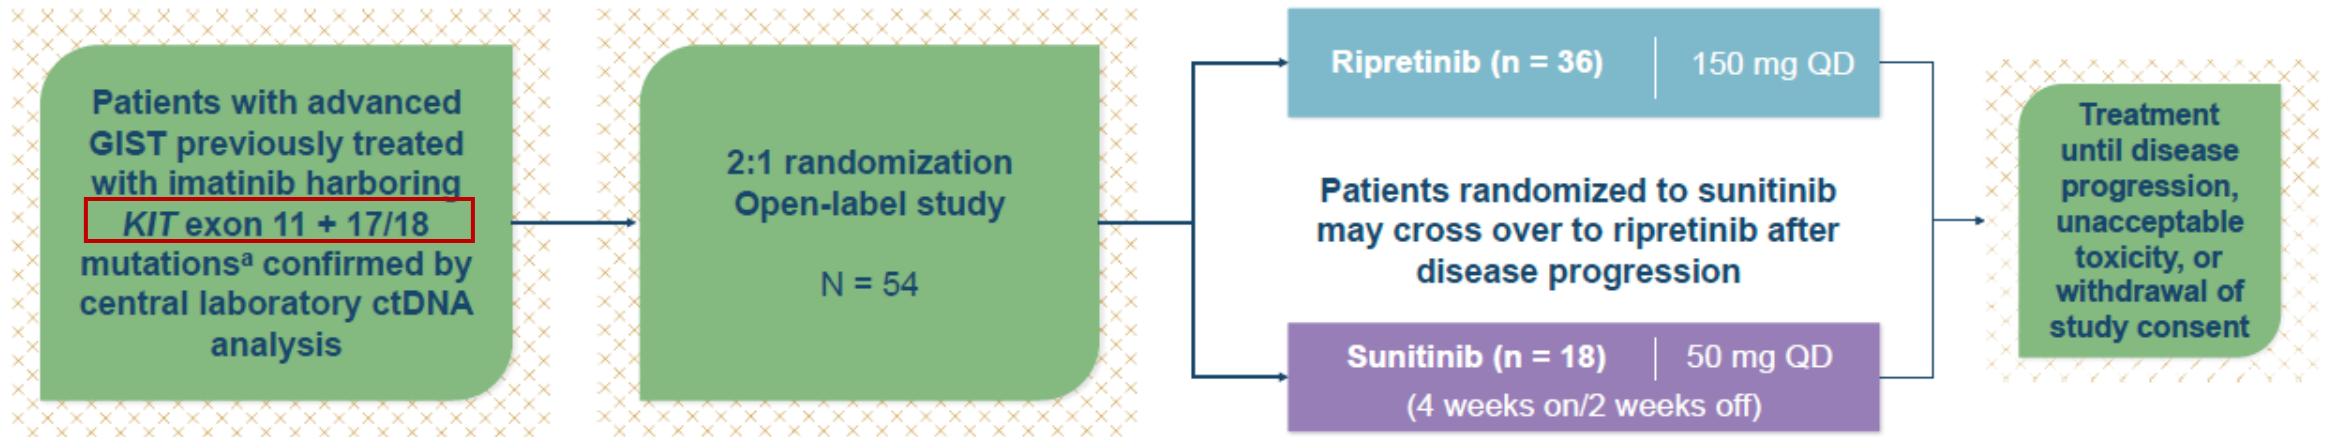 Patients with advanced
GIST previously treated
with imatinib harboring
KIT exon 11 + 17/18
mutationsᵃ confirmed by
central laboratory ctDNA
analysis
2:1 randomization
Open-label study
N = 54
Ripretinib (n = 36) 150 mg QD
Patients randomized to sunitinib
may cross over to ripretinib after
disease progression
Sunitinib (n = 18) 50 mg QD
(4 weeks on/2 weeks off)
Treatment
until disease
progression,
unacceptable
toxicity, or
withdrawal of
study consent